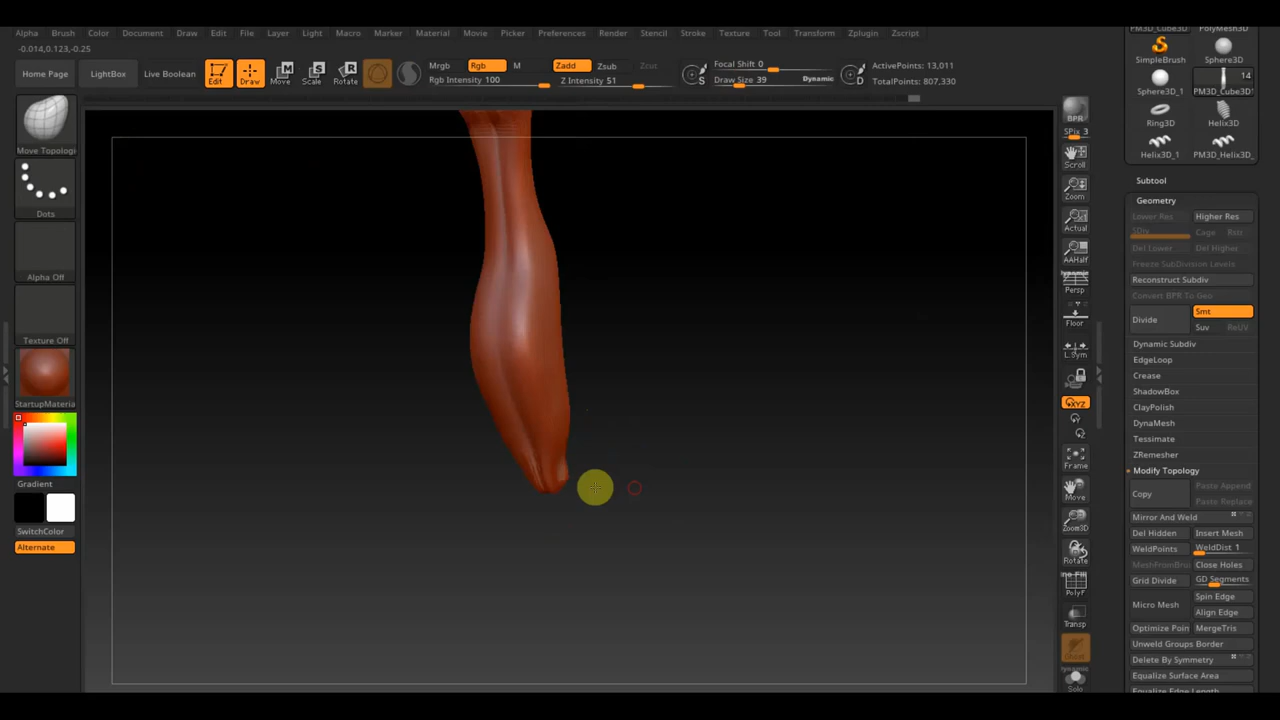 PM3D_Cube3D PolyMesh3D
Alpha Brush Color Document Draw Edit File Layer Light Macro Marker Material Movie Picker Preferences Render Stencil Stroke Texture Tool Transform Zplugin Zscript
-0.014,0.123,-0.25
Home Page LightBox Live Boolean Edit Draw Move Scale Rotate
Mrgb Rgb M Zadd Zsub Zcut
Rgb Intensity 100 Z Intensity 51
Focal Shift 0
Draw Size 39 Dynamic
S D
ActivePoints: 13,011
TotalPoints: 807,330
SimpleBrush Sphere3D
14
Sphere3D_1 PM3D_Cube3D1
Ring3D Helix3D
Helix3D_1 PM3D_Helix3D_
Move Topologi
Dots
Alpha Off
Texture Off
StartupMateria
Gradient
SwitchColor
Alternate
BPR
SPix 3
Scroll
Zoom
Actual
AAHalf
Dynamic
Persp
Floor
L.Sym
XYZ
Frame
Move
Zoom3D
Rotate
PolyF
Transp
Solo
Subtool
Geometry
Lower Res Higher Res
SDiv Cage Rstr
Del Lower Del Higher
Freeze SubDivision Levels
Reconstruct Subdiv
Convert BPR To Geo
Divide Smt
Suv ReUV
Dynamic Subdiv
EdgeLoop
Crease
ShadowBox
ClayPolish
DynaMesh
Tessimate
ZRemesher
Modify Topology
Copy Paste Append
Paste Replace
Mirror And Weld
Del Hidden Insert Mesh
WeldPoints WeldDist 1
MeshFromBru Close Holes
Grid Divide GD Segments
Micro Mesh Spin Edge
Align Edge
Optimize Poin MergeTris
Unweld Groups Border
Delete By Symmetry
Equalize Surface Area